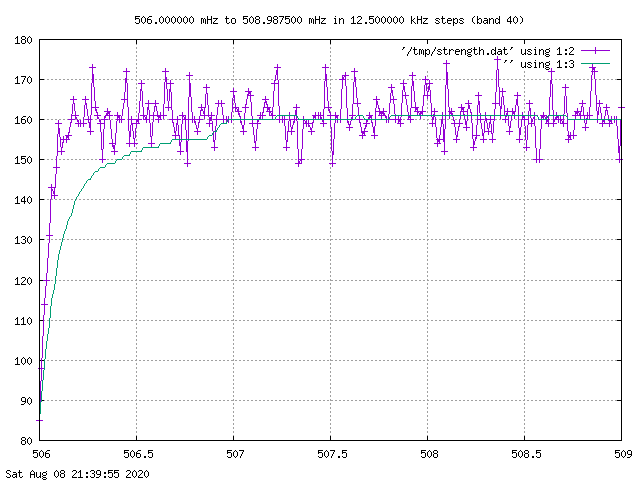 506.000000 mHz to 508.987500 mHz in 12.500000 kHz steps (band 40)
'/tmp/strength.dat' using 1:2
'' using 1:3
180
170
160
150
140
130
120
110
100
90
80
506 506.5 507 507.5 508 508.5 509
Sat Aug 08 21:39:55 2020